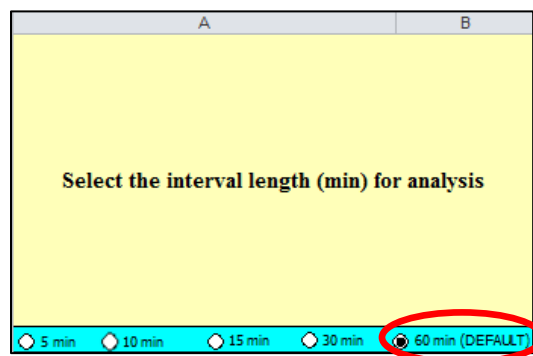 A B
Select the interval length (min) for analysis
5 min 10 min 15 min 30 min 60 min (DEFAULT)